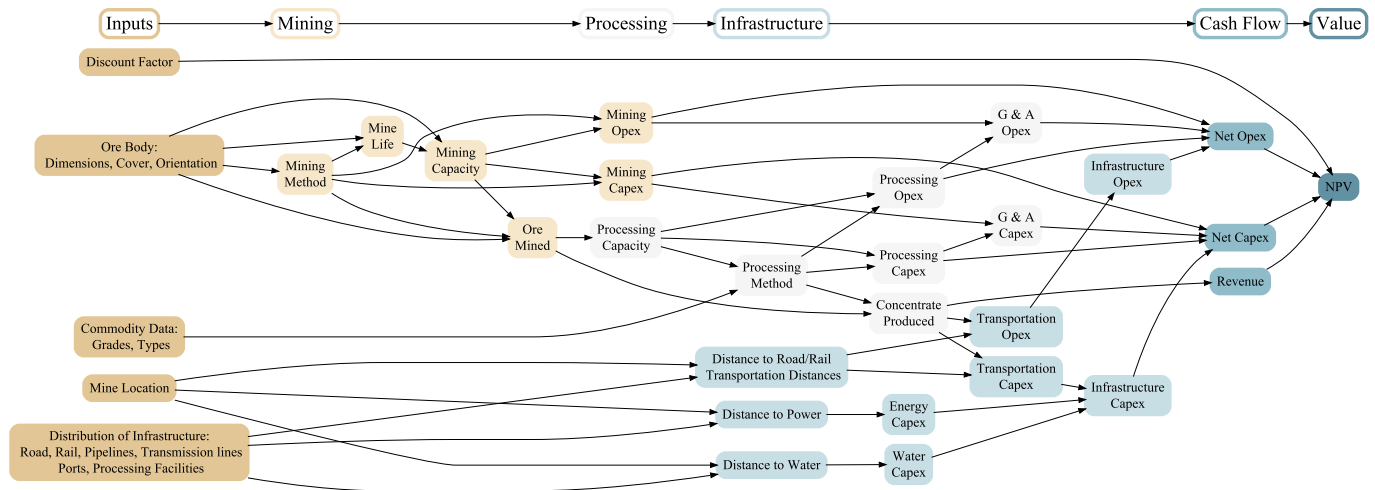 Inputs
Mining
Processing
Infrastructure
Cash Flow
Value
Discount Factor
Ore Body:
Dimensions, Cover, Orientation
Mining
Method
Mine
Life
Mining
Capacity
Mining
Opex
Mining
Capex
Ore
Mined
Processing
Capacity
Processing
Method
Processing
Opex
Processing
Capex
Concentrate
Produced
G & A
Opex
G & A
Capex
Infrastructure
Opex
Net Opex
Net Capex
Revenue
NPV
Commodity Data:
Grades, Types
Mine Location
Distribution of Infrastructure:
Road, Rail, Pipelines, Transmission lines
Ports, Processing Facilities
Distance to Road/Rail
Transportation Distances
Distance to Power
Distance to Water
Transportation
Opex
Transportation
Capex
Energy
Capex
Water
Capex
Infrastructure
Capex